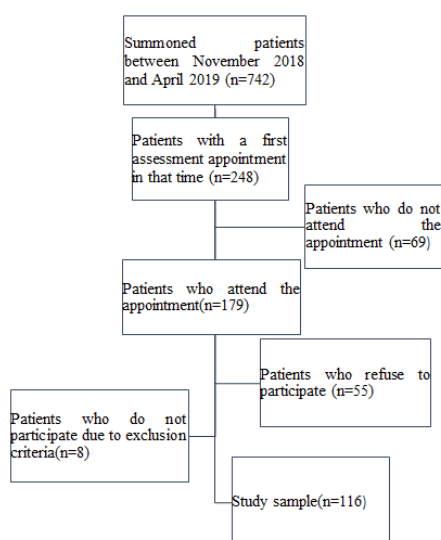 Summoned patients
between November 2018
and April 2019 (n=742)
Patients with a first
assessment appointment
in that time (n=248)
Patients who do not
attend the
appointment (n=69)
Patients who attend the
appointment(n=179)
Patients who refuse to
participate (n=55)
Patients who do not
participate due to exclusion
criteria(n=8)
Study sample(n=116)